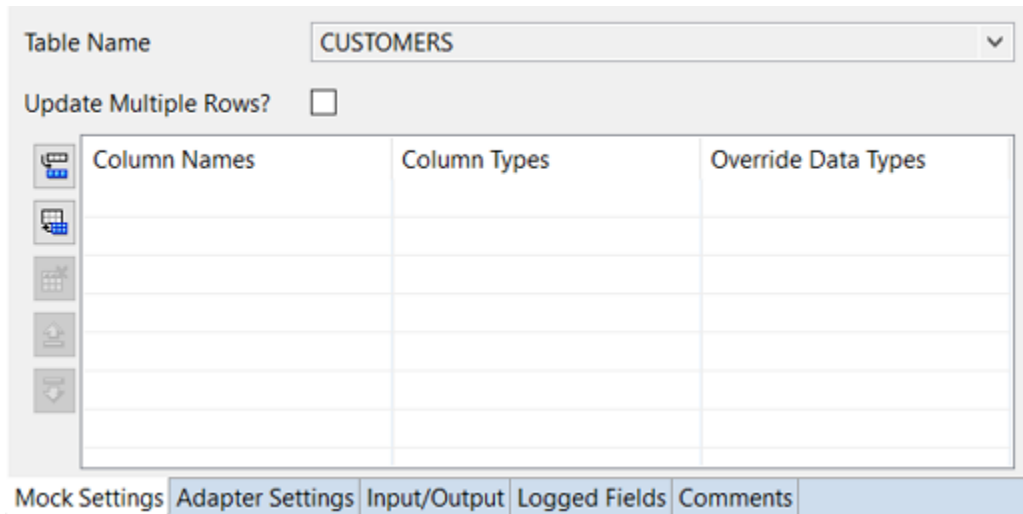 Table Name CUSTOMERS
Update Multiple Rows?
Column Names Column Types Override Data Types
Mock Settings Adapter Settings Input/Output Logged Fields Comments